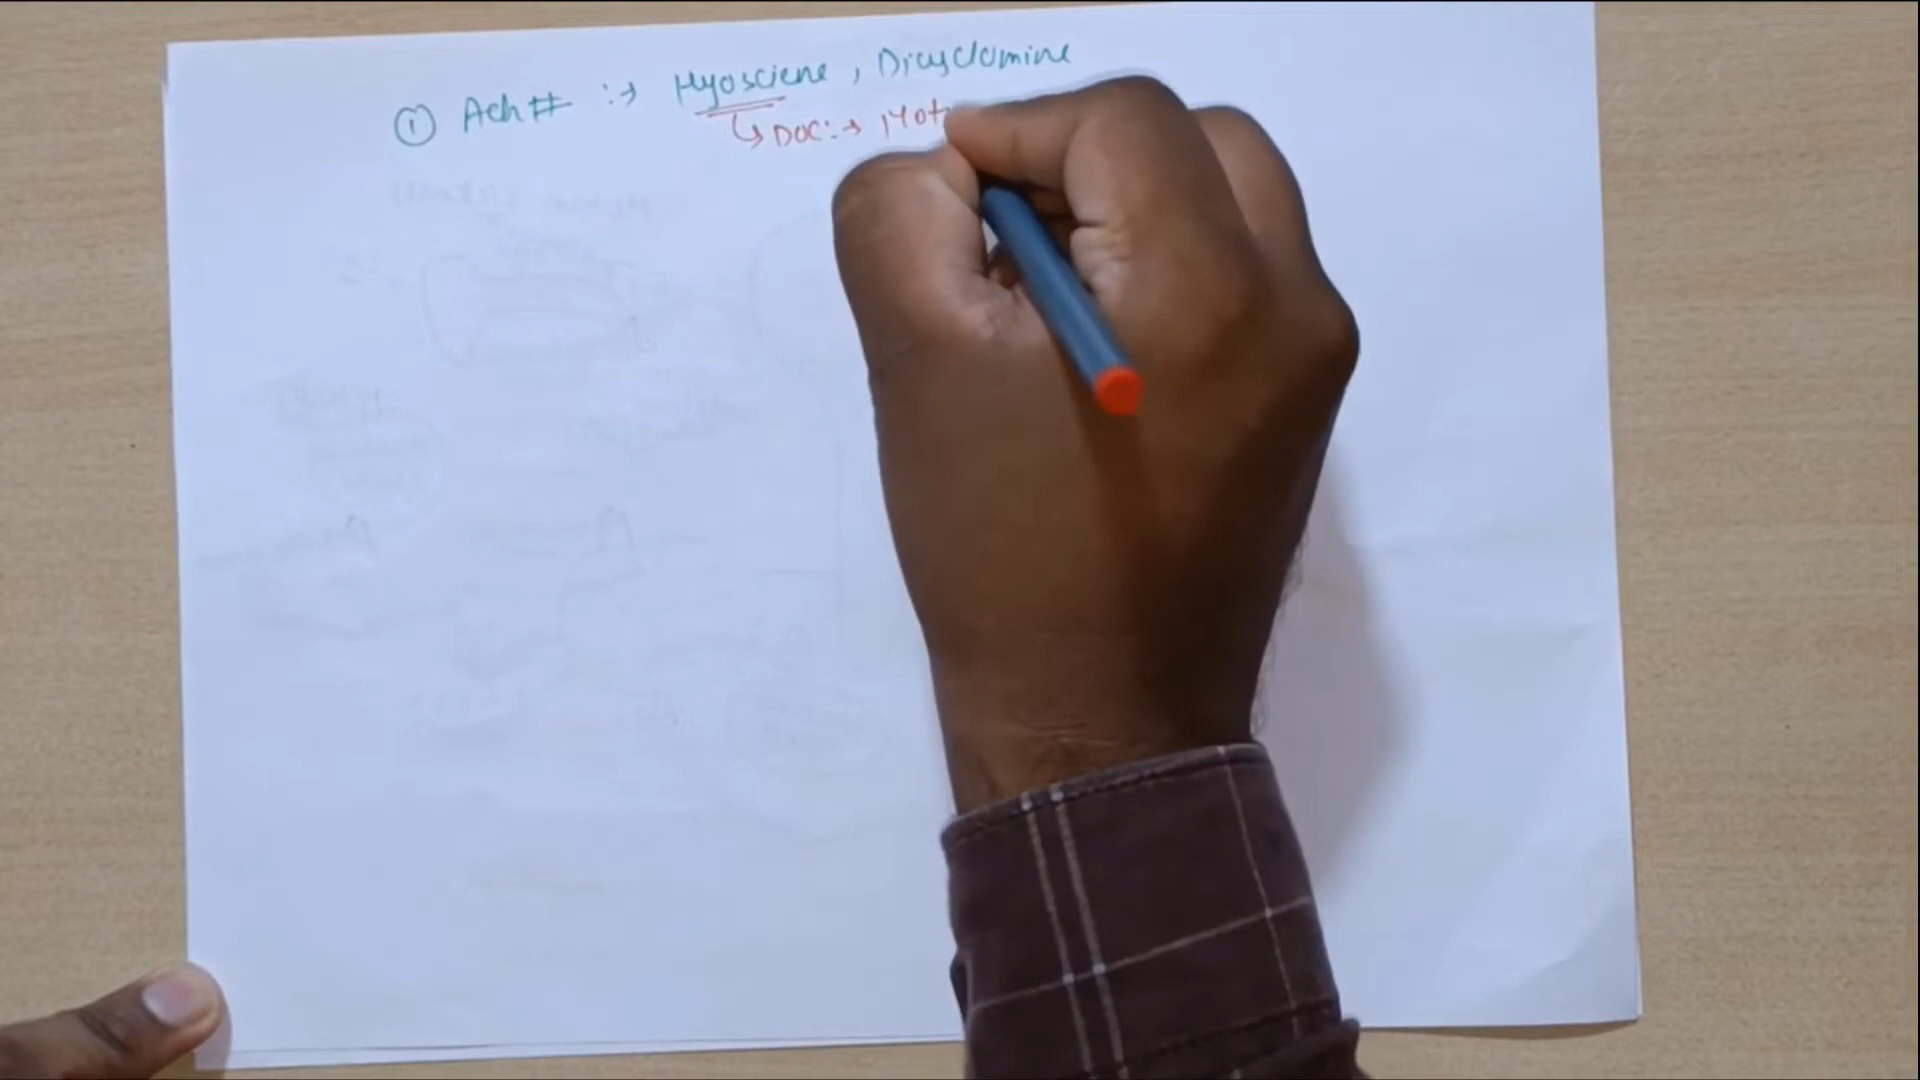 ① Ach# :→ Hyosciene , Dicyclomine
↳ DOC:→ Mot